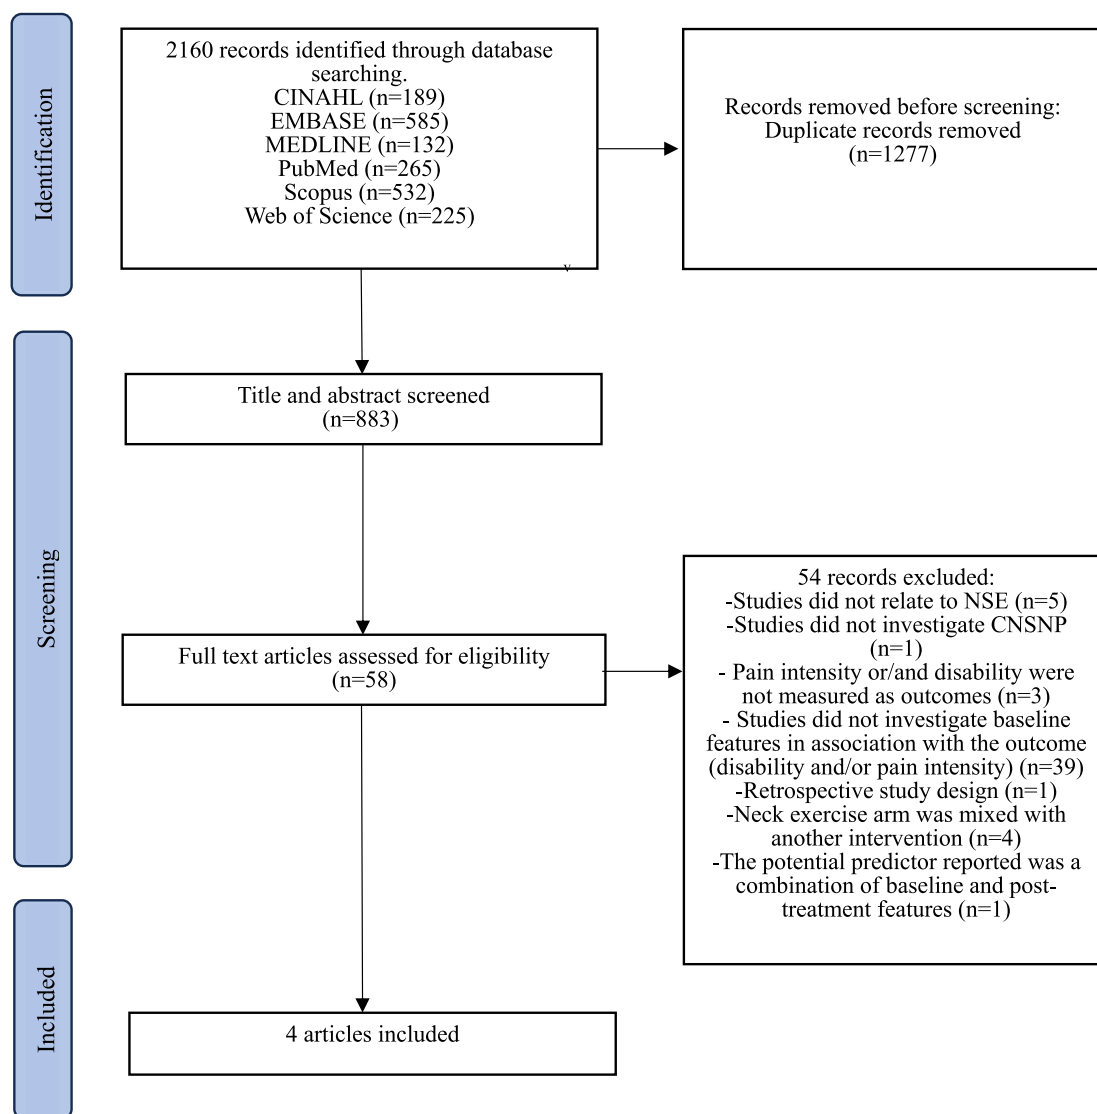 Identification
2160 records identified through database
searching.
CINAHL (n=189)
EMBASE (n=585)
MEDLINE (n=132)
PubMed (n=265)
Scopus (n=532)
Web of Science (n=225)
v
Records removed before screening:
Duplicate records removed
(n=1277)
Screening
Title and abstract screened
(n=883)
Full text articles assessed for eligibility
(n=58)
54 records excluded:
-Studies did not relate to NSE (n=5)
-Studies did not investigate CNSNP
(n=1)
- Pain intensity or/and disability were
not measured as outcomes (n=3)
- Studies did not investigate baseline
features in association with the outcome
(disability and/or pain intensity) (n=39)
-Retrospective study design (n=1)
-Neck exercise arm was mixed with
another intervention (n=4)
-The potential predictor reported was a
combination of baseline and post-
treatment features (n=1)
Included
4 articles included